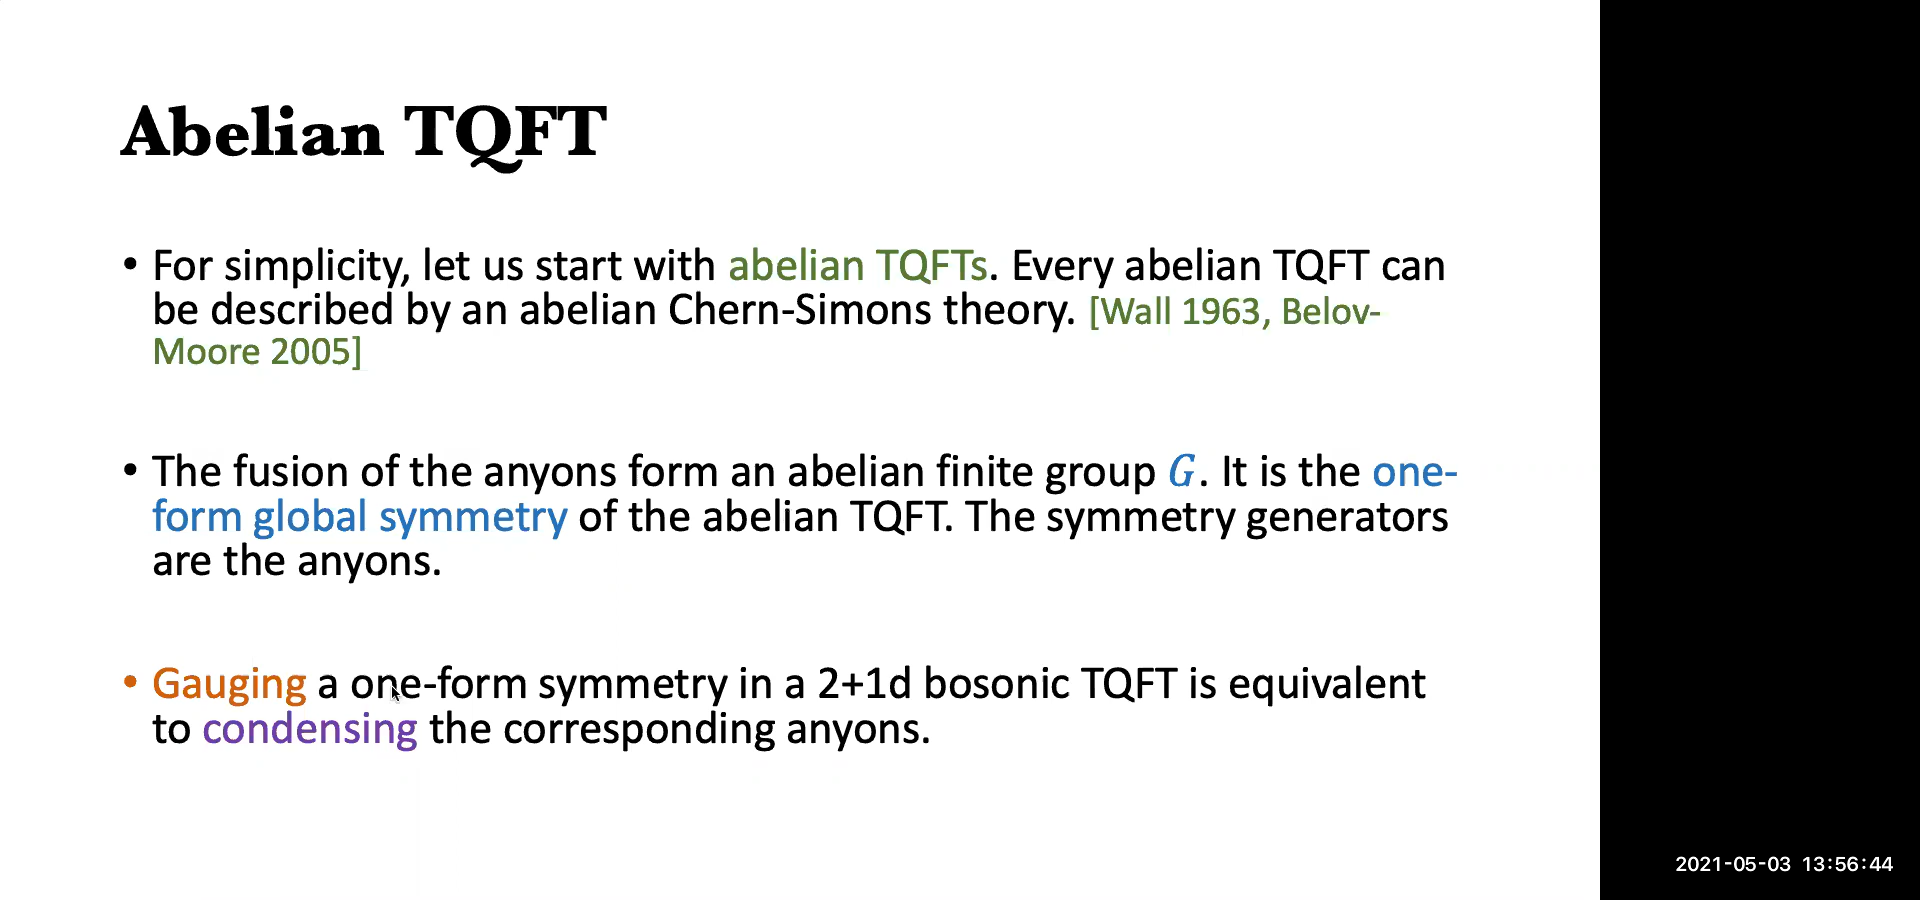 Abelian TQFT
• For simplicity, let us start with abelian TQFTs. Every abelian TQFT can
be described by an abelian Chern-Simons theory. [Wall 1963, Belov-
Moore 2005]
• The fusion of the anyons form an abelian finite group G. It is the one-
form global symmetry of the abelian TQFT. The symmetry generators
are the anyons.
• Gauging a one-form symmetry in a 2+1d bosonic TQFT is equivalent
to condensing the corresponding anyons.
2021-05-03 13:56:44